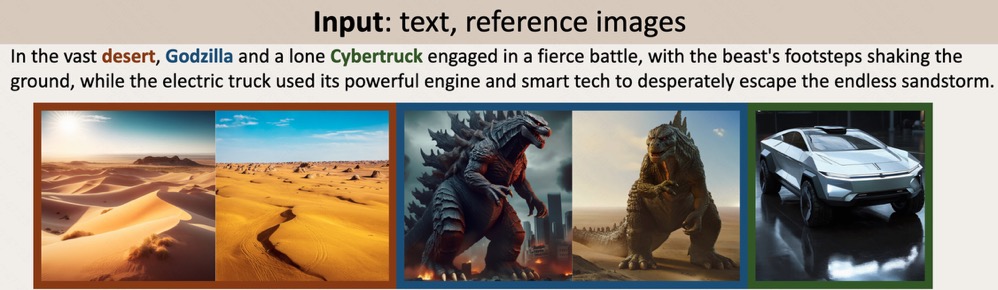 Input: text, reference images
In the vast desert, Godzilla and a lone Cybertruck engaged in a fierce battle, with the beast's footsteps shaking the
ground, while the electric truck used its powerful engine and smart tech to desperately escape the endless sandstorm.